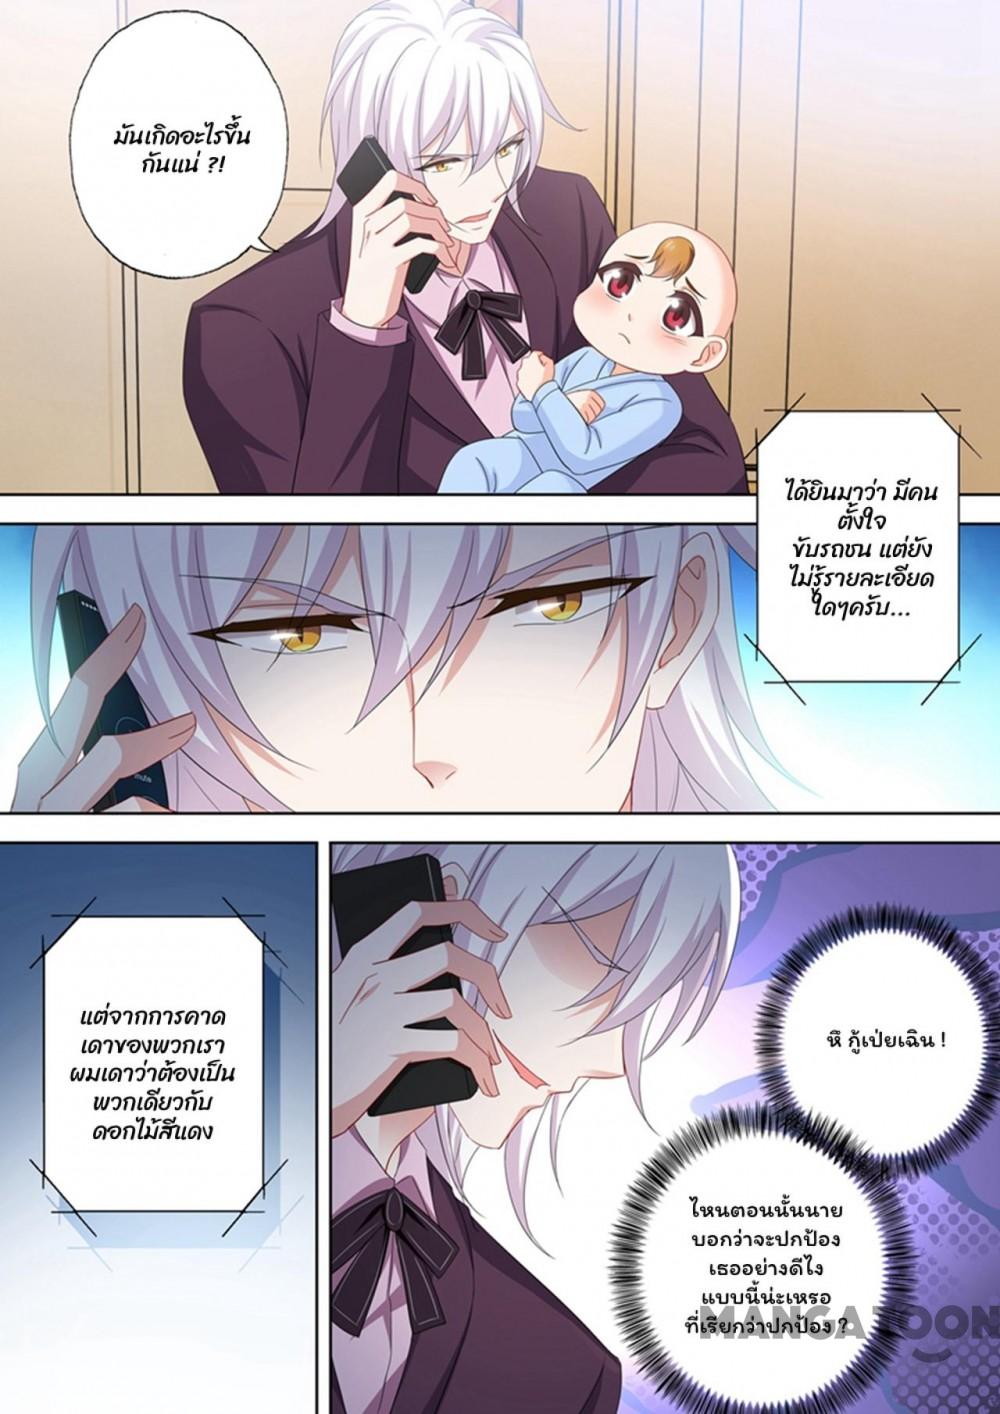 มันเกิดอะไรขึ้น
กันแน่ ?!
ได้ยินมาว่า มีคน
ตั้งใจ
ขับรถชน แต่ยัง
ไม่รู้รายละเอียด
ใดๆครับ...
แต่จากการคาด
เดาของพวกเรา
ผมเดาว่าต้องเป็น
พวกเดียวกับ
ดอกไม้สีแดง
หึ กู้เป่ยเฉิน !
ไหนตอนนั้นนาย
บอกว่าจะปกป้อง
เธออย่างดีไง
แบบนี้น่ะเหรอ
ที่เรียกว่าปกป้อง ?
MANGATOON